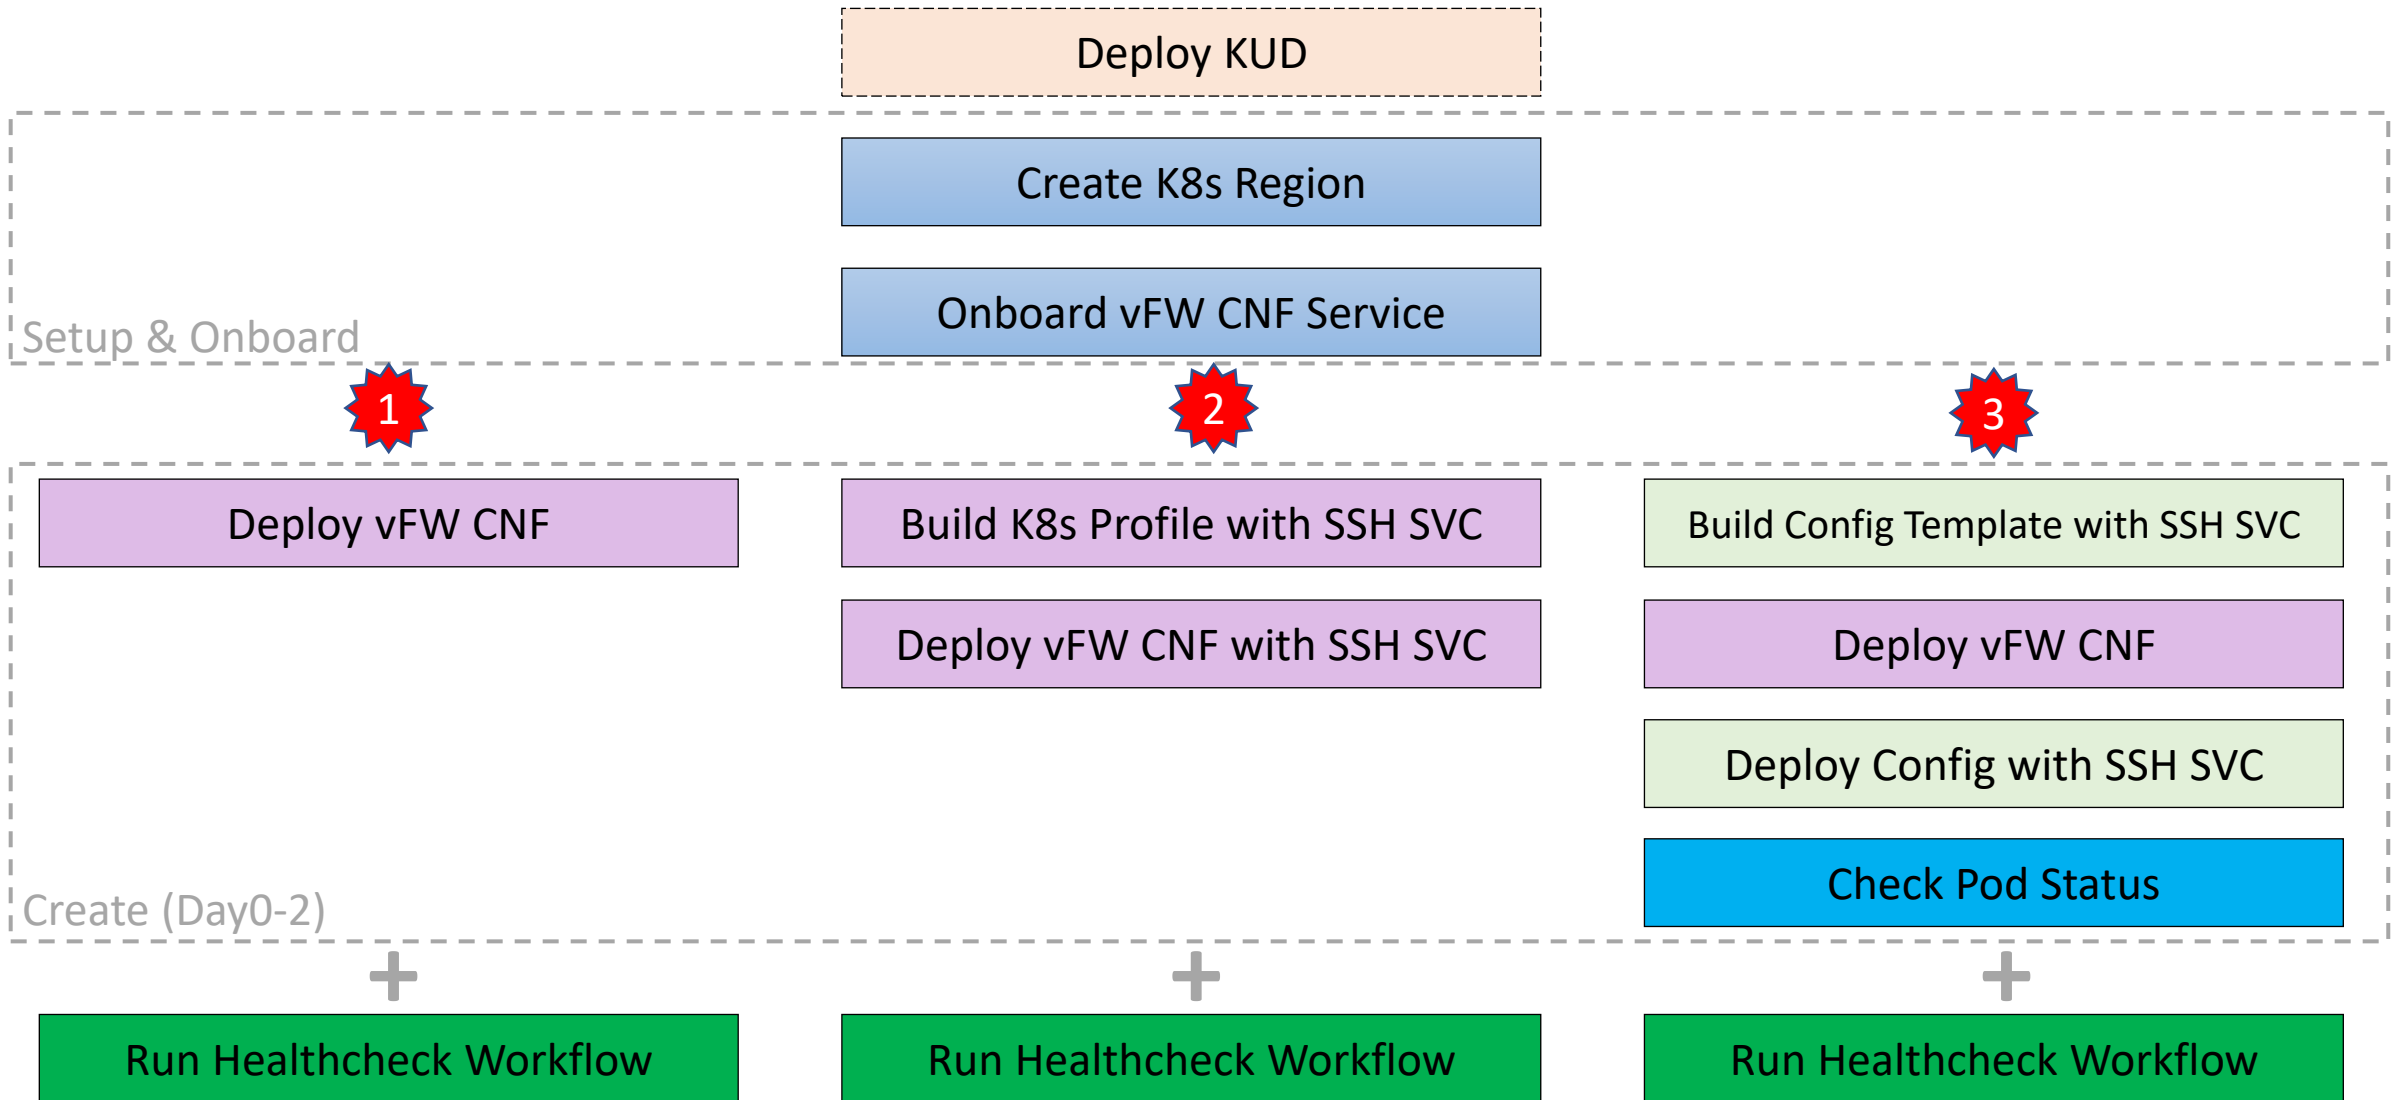 Deploy KUD
Create K8s Region
Onboard vFW CNF Service
Setup & Onboard
1
2
3
Deploy vFW CNF
Build K8s Profile with SSH SVC
Build Config Template with SSH SVC
Deploy vFW CNF with SSH SVC
Deploy vFW CNF
Deploy Config with SSH SVC
Check Pod Status
Create (Day0-2)
+
+
+
Run Healthcheck Workflow
Run Healthcheck Workflow
Run Healthcheck Workflow